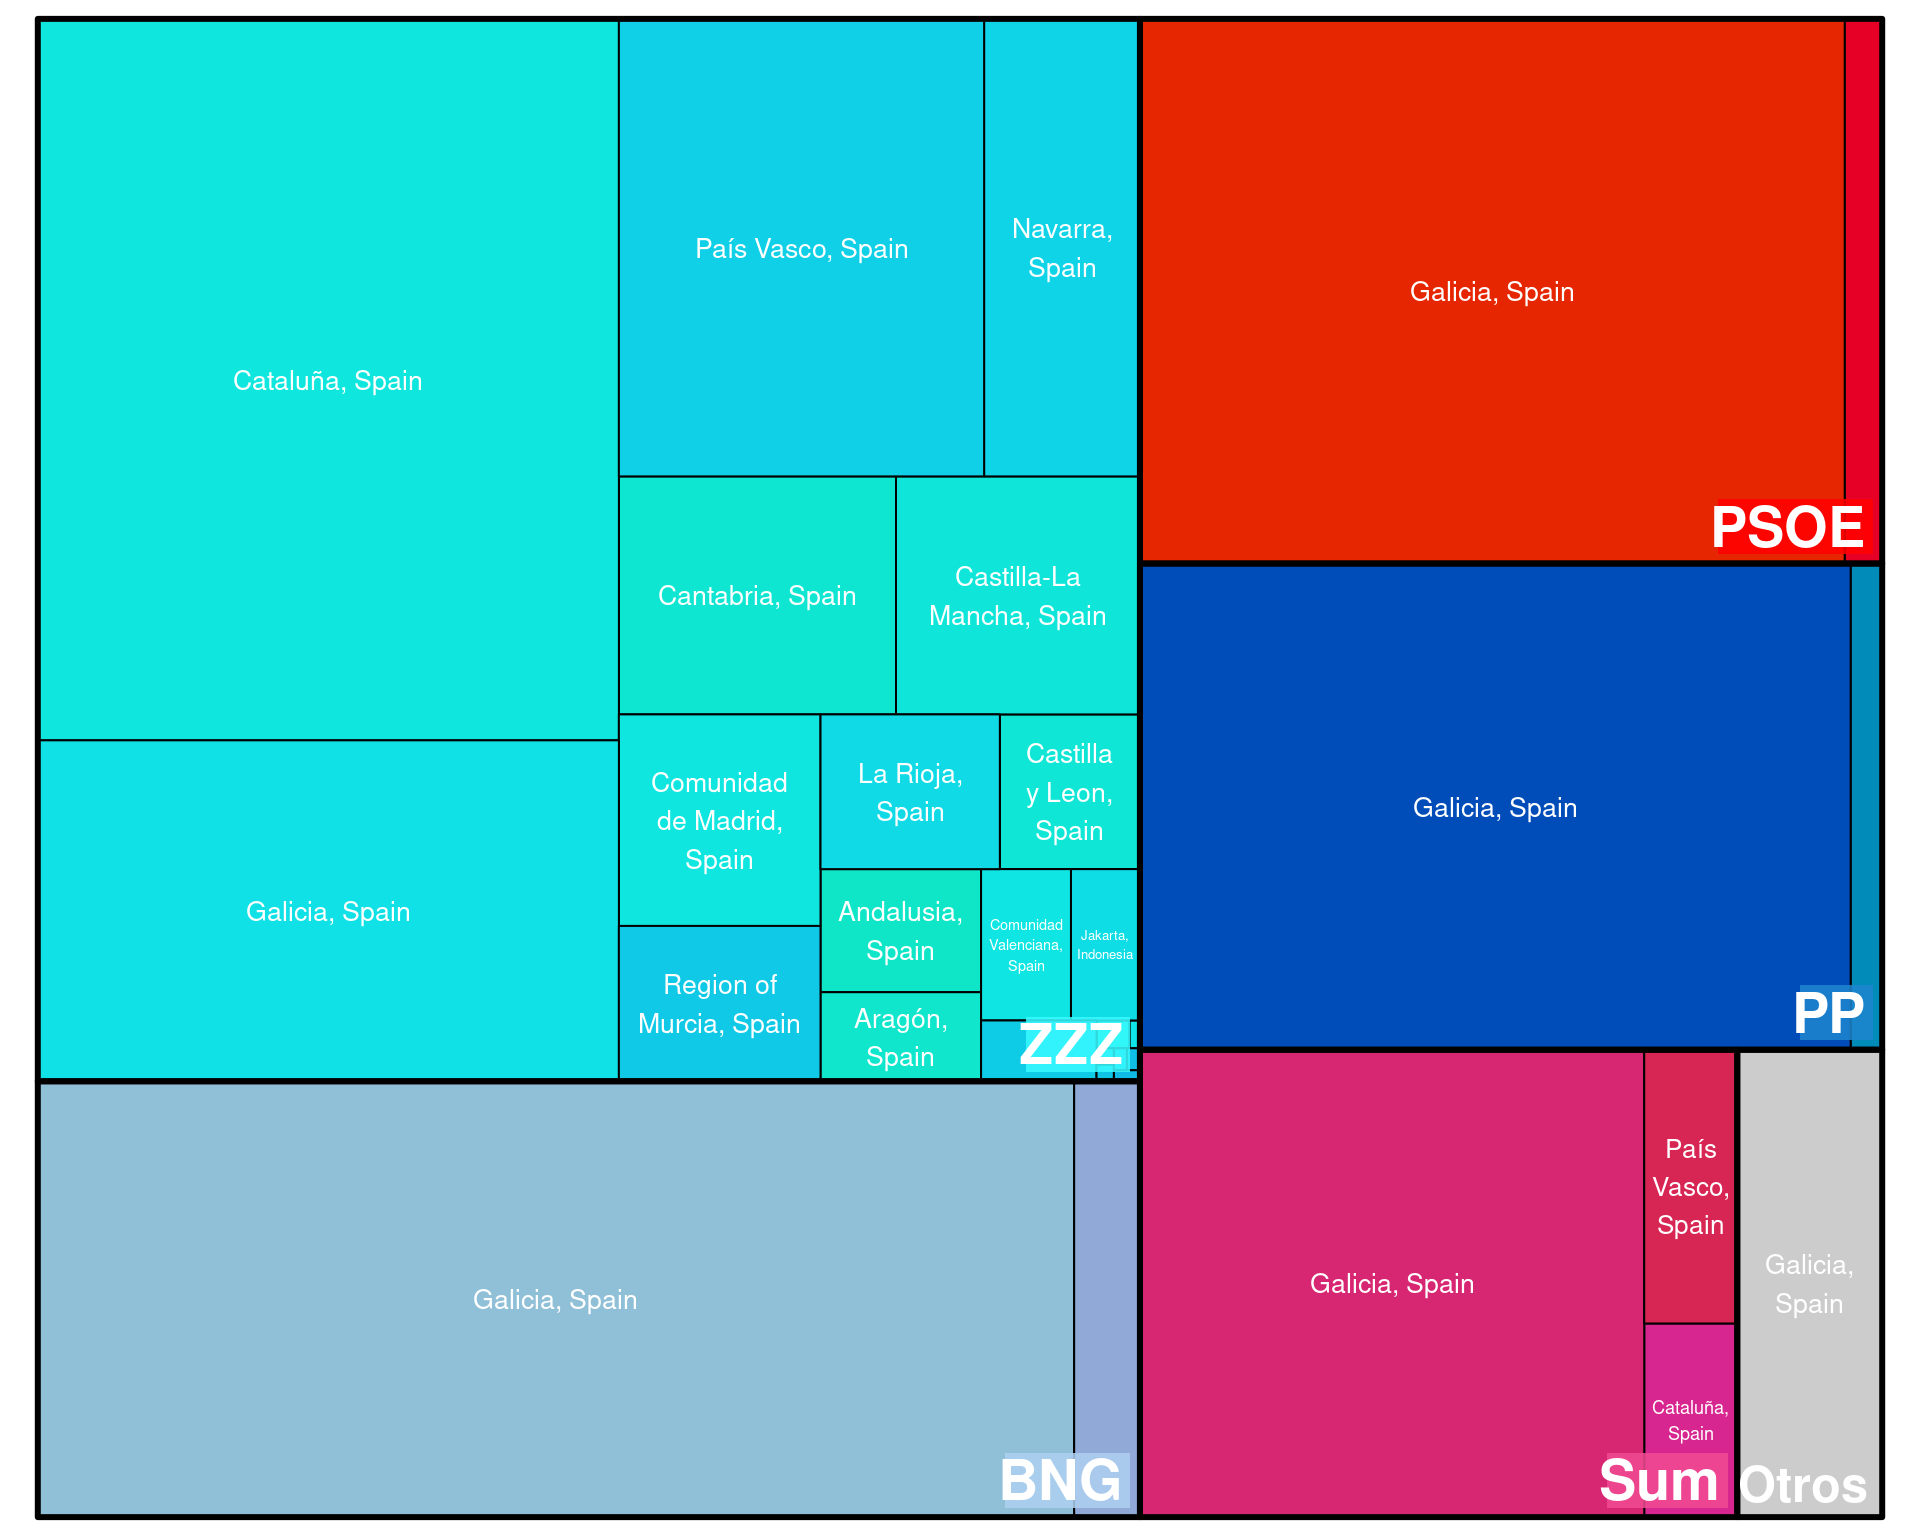 Cataluña, Spain
País Vasco, Spain
Navarra,
Spain
Cantabria, Spain
Castilla-La
Mancha, Spain
Comunidad
de Madrid,
Spain
La Rioja,
Spain
Castilla
y Leon,
Spain
Galicia, Spain
Andalusia,
Spain
Comunidad
Valenciana,
Spain
Jakarta,
Indonesia
Region of
Murcia, Spain
Aragón,
Spain
ZZZ
Galicia, Spain
BNG
Galicia, Spain
PSOE
Galicia, Spain
PP
Galicia, Spain
País
Vasco,
Spain
Cataluña,
Spain
Sum
Galicia,
Spain
Otros